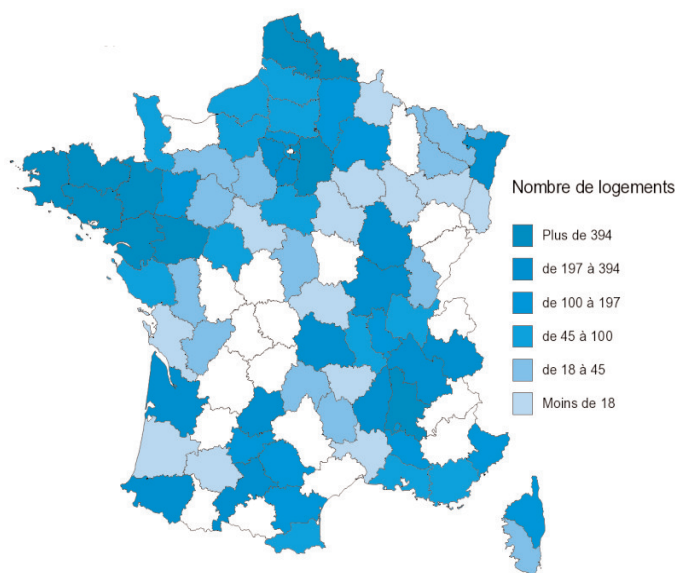 Nombre de logements
Plus de 394
de 197 à 394
de 100 à 197
de 45 à 100
de 18 à 45
Moins de 18